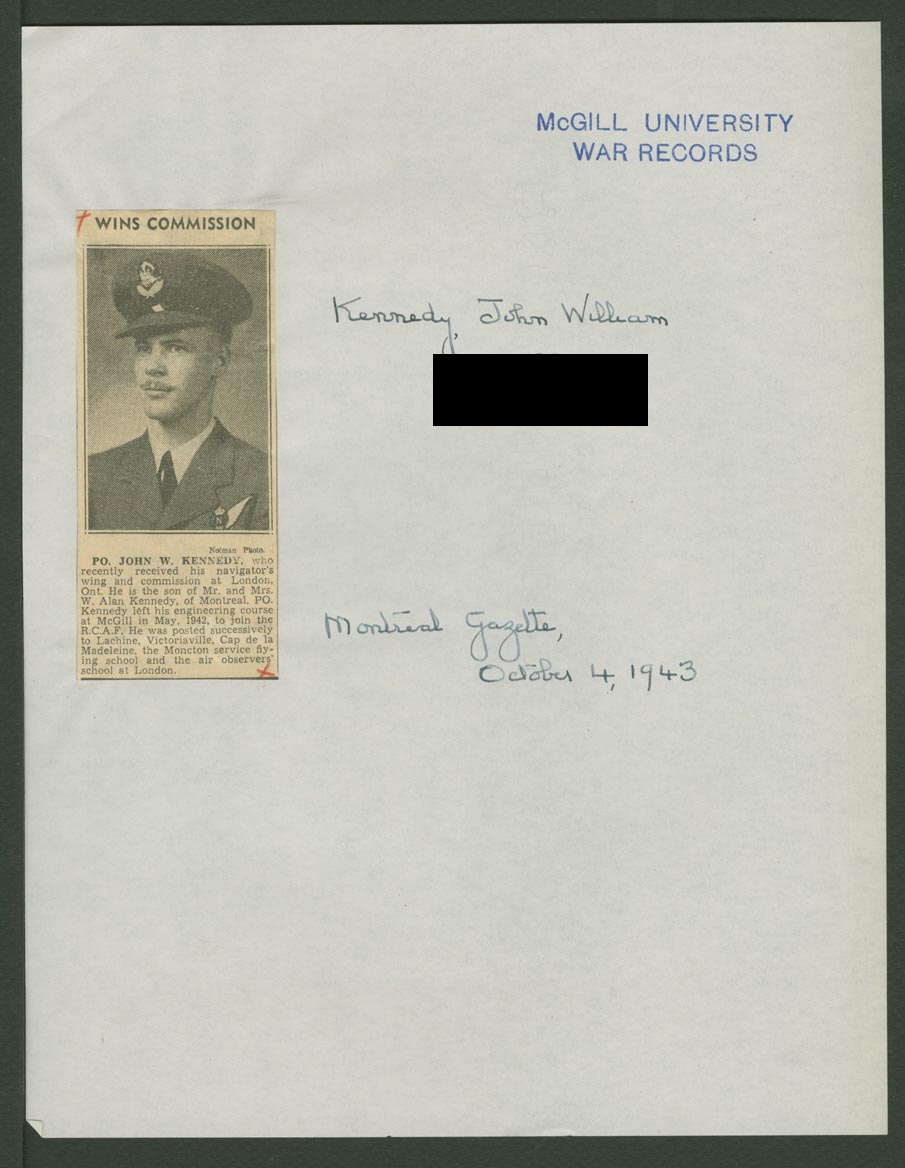 McGILL UNIVERSITY
WAR RECORDS
WINS COMMISSION
Kennedy, John William
Notman Photo.
PO. JOHN W. KENNEDY, who
recently received his navigator's
wing and commission at London,
Ont. He is the son of Mr. and Mrs.
W. Alan Kennedy, of Montreal. PO.
Kennedy left his engineering course
at McGill in May, 1942, to join the
R.C.A.F. He was posted successively
to Lachine, Victoriaville, Cap de la
Madeleine, the Moncton service fly-
ing school and the air observers'
school at London.
Montreal Gazette,
October 4, 1943